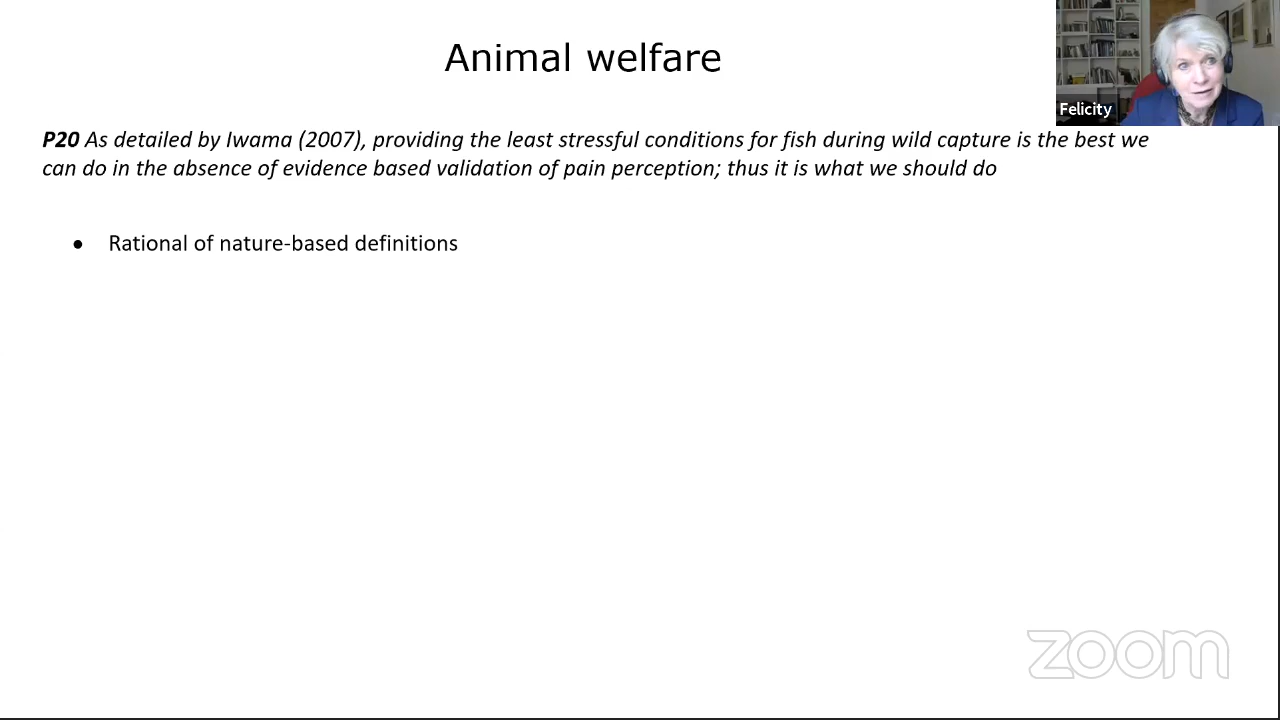 Animal welfare
Felicity
P20 As detailed by Iwama (2007), providing the least stressful conditions for fish during wild capture is the best we
can do in the absence of evidence based validation of pain perception; thus it is what we should do
● Rational of nature-based definitions
zoom